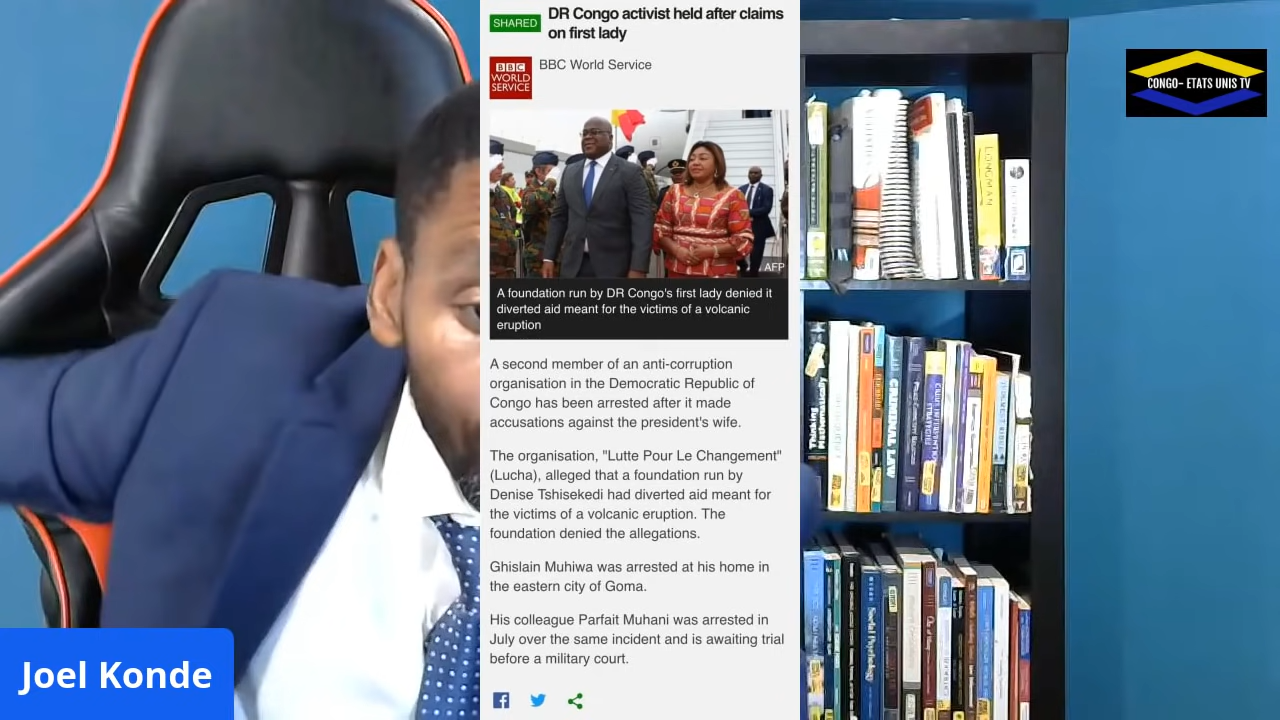 SHARED
DR Congo activist held after claims
on first lady
BBC
WORLD
SERVICE
BBC World Service
AFP
A foundation run by DR Congo's first lady denied it
diverted aid meant for the victims of a volcanic
eruption
A second member of an anti-corruption
organisation in the Democratic Republic of
Congo has been arrested after it made
accusations against the president's wife.
The organisation, "Lutte Pour Le Changement"
(Lucha), alleged that a foundation run by
Denise Tshisekedi had diverted aid meant for
the victims of a volcanic eruption. The
foundation denied the allegations.
Ghislain Muhiwa was arrested at his home in
the eastern city of Goma.
His colleague Parfait Muhani was arrested in
July over the same incident and is awaiting trial
before a military court.
Joel Konde
CONGO- ETATS UNIS TV
LONGMAN
Thinking
Mathematically
CRIMINAL LAW
Social Psychology